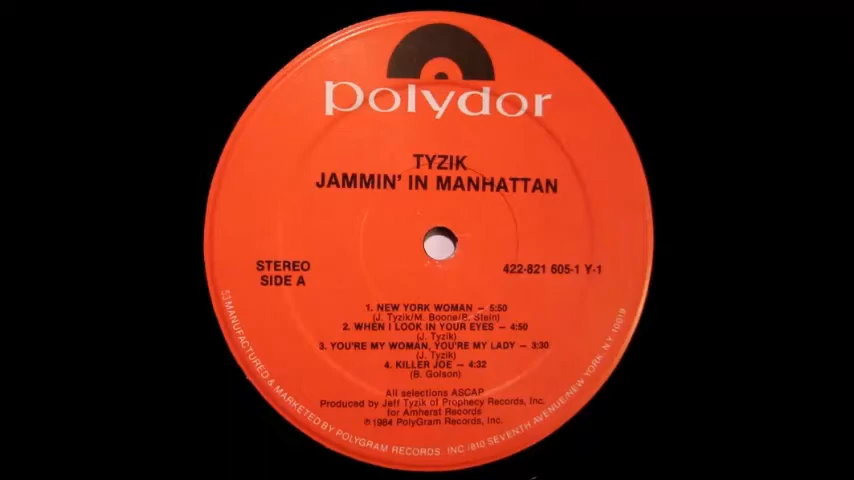 polydor
TYZIK
JAMMIN' IN MANHATTAN
STEREO
SIDE A
422-821 605-1 Y-1
1. NEW YORK WOMAN — 5:50
(J. Tyzik/M. Boone/B. Stein)
2. WHEN I LOOK IN YOUR EYES — 4:50
(J. Tyzik)
3. YOU'RE MY WOMAN, YOU'RE MY LADY — 3:30
(J. Tyzik)
4. KILLER JOE — 4:32
(B. Golson)
All selections ASCAP
Produced by Jeff Tyzik of Prophecy Records, Inc.
for Amherst Records
℗1984 PolyGram Records, Inc.
53 MANUFACTURED & MARKETED BY POLYGRAM RECORDS, INC./810 SEVENTH AVENUE/NEW YORK, N.Y. 10019